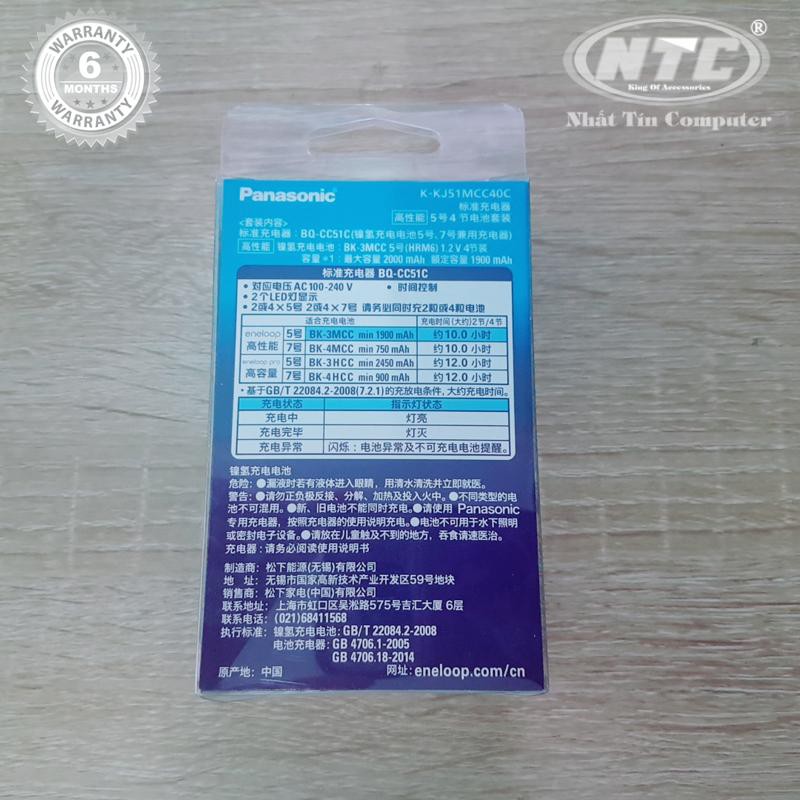 WARRANTY
6
MONTHS
WARRANTY
NTC®
King Of Accessories
Nhất Tín Computer
Panasonic
K-KJ51MCC40C
标准充电器
高性能 5号4节电池套装
<套装内容>
标准充电器：BQ-CC51C(镍氢充电电池5号、7号兼用充电器)
高性能 镍氢充电电池：BK-3MCC 5号(HRM6) 1.2 V 4节装
容量*1：最大容量 2000 mAh 额定容量 1900 mAh
标准充电器 BQ-CC51C
• 对应电压 AC 100-240 V • 时间控制
• 2个LED灯显示
• 2或4×5号 2或4×7号 请务必同时充2粒或4粒电池
适合充电电池 充电时间(大约)2节/4节
eneloop 5号 BK-3MCC min 1900 mAh 约10.0 小时
高性能 7号 BK-4MCC min 750 mAh 约10.0 小时
eneloop pro 5号 BK-3HCC min 2450 mAh 约12.0 小时
高容量 7号 BK-4HCC min 900 mAh 约12.0 小时
• 基于GB/T 22084.2-2008(7.2.1)的充放电条件，大约充电时间。
充电状态 指示灯状态
充电中 灯亮
充电完毕 灯灭
充电异常 闪烁：电池异常及不可充电电池提醒。
镍氢充电电池
危险：●漏液时若有液体进入眼睛，用清水清洗并立即就医。
警告：●请勿正负极反接、分解、加热及投入火中。●不同类型的电
池不可混用。●新、旧电池不能同时充电。●请使用 Panasonic
专用充电器，按照充电器的使用说明充电。●电池不可用于水下照明
或密封电子设备。●请放在儿童触及不到的地方，吞食请速医治。
充电器：请务必阅读使用说明书
制造商：松下能源(无锡)有限公司
地 址：无锡市国家高新技术产业开发区59号地块
销售商：松下家电(中国)有限公司
联系地址：上海市虹口区吴淞路575号吉汇大厦 6层
联系电话：(021)68411568
执行标准：镍氢充电电池：GB/T 22084.2-2008
电池充电器：GB 4706.1-2005
GB 4706.18-2014
原产地：中国
网址：eneloop.com/cn